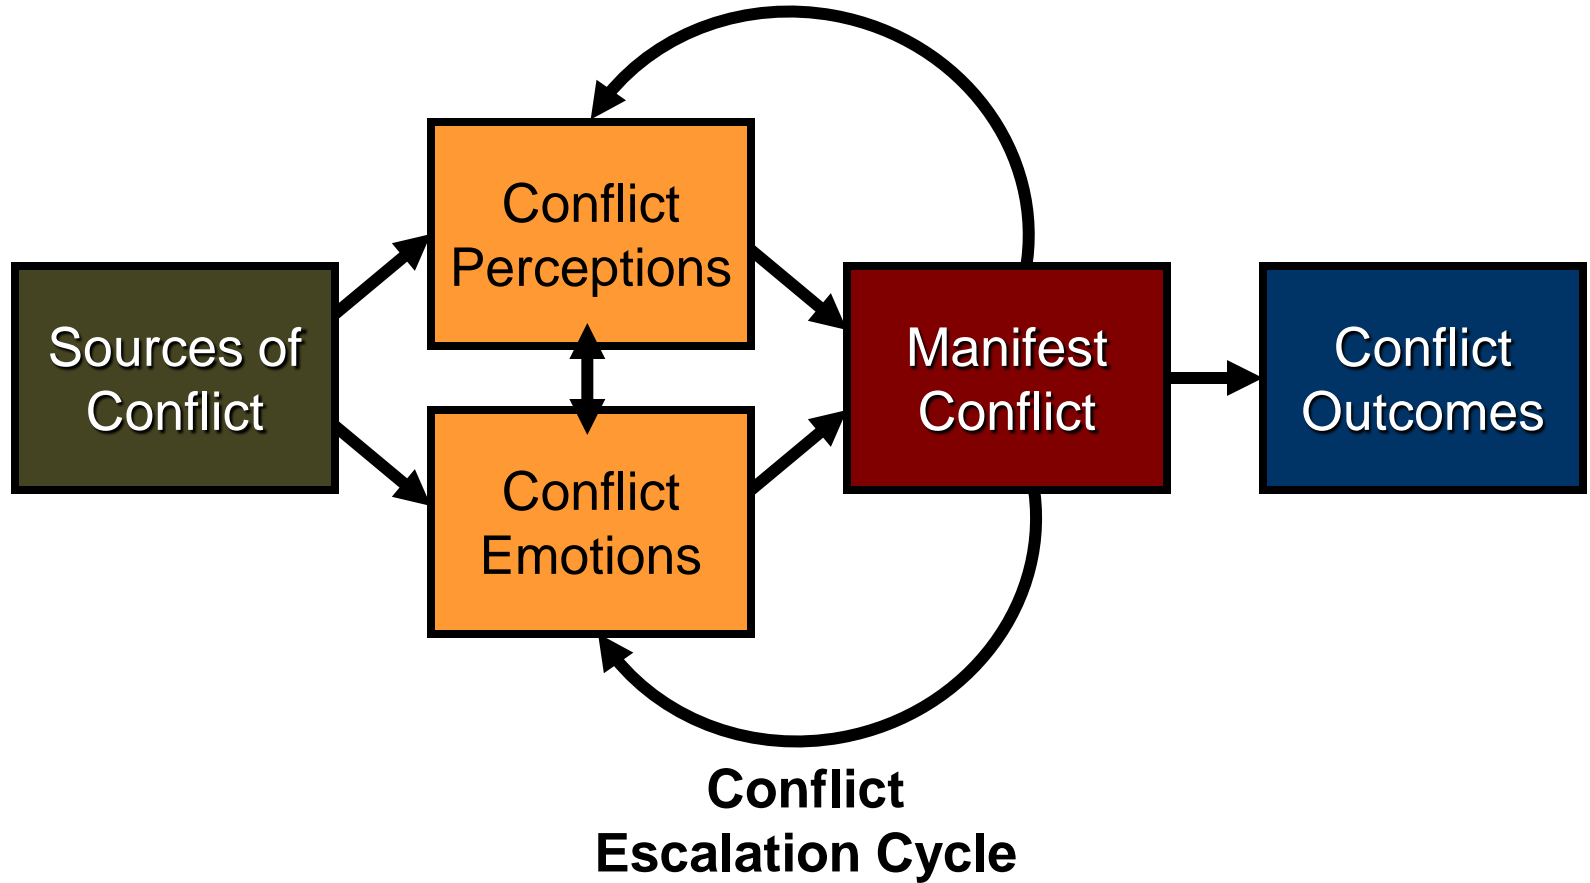 Conflict
Perceptions
Sources of
Conflict
Manifest
Conflict
Conflict
Outcomes
Conflict
Emotions
Conflict
Escalation Cycle